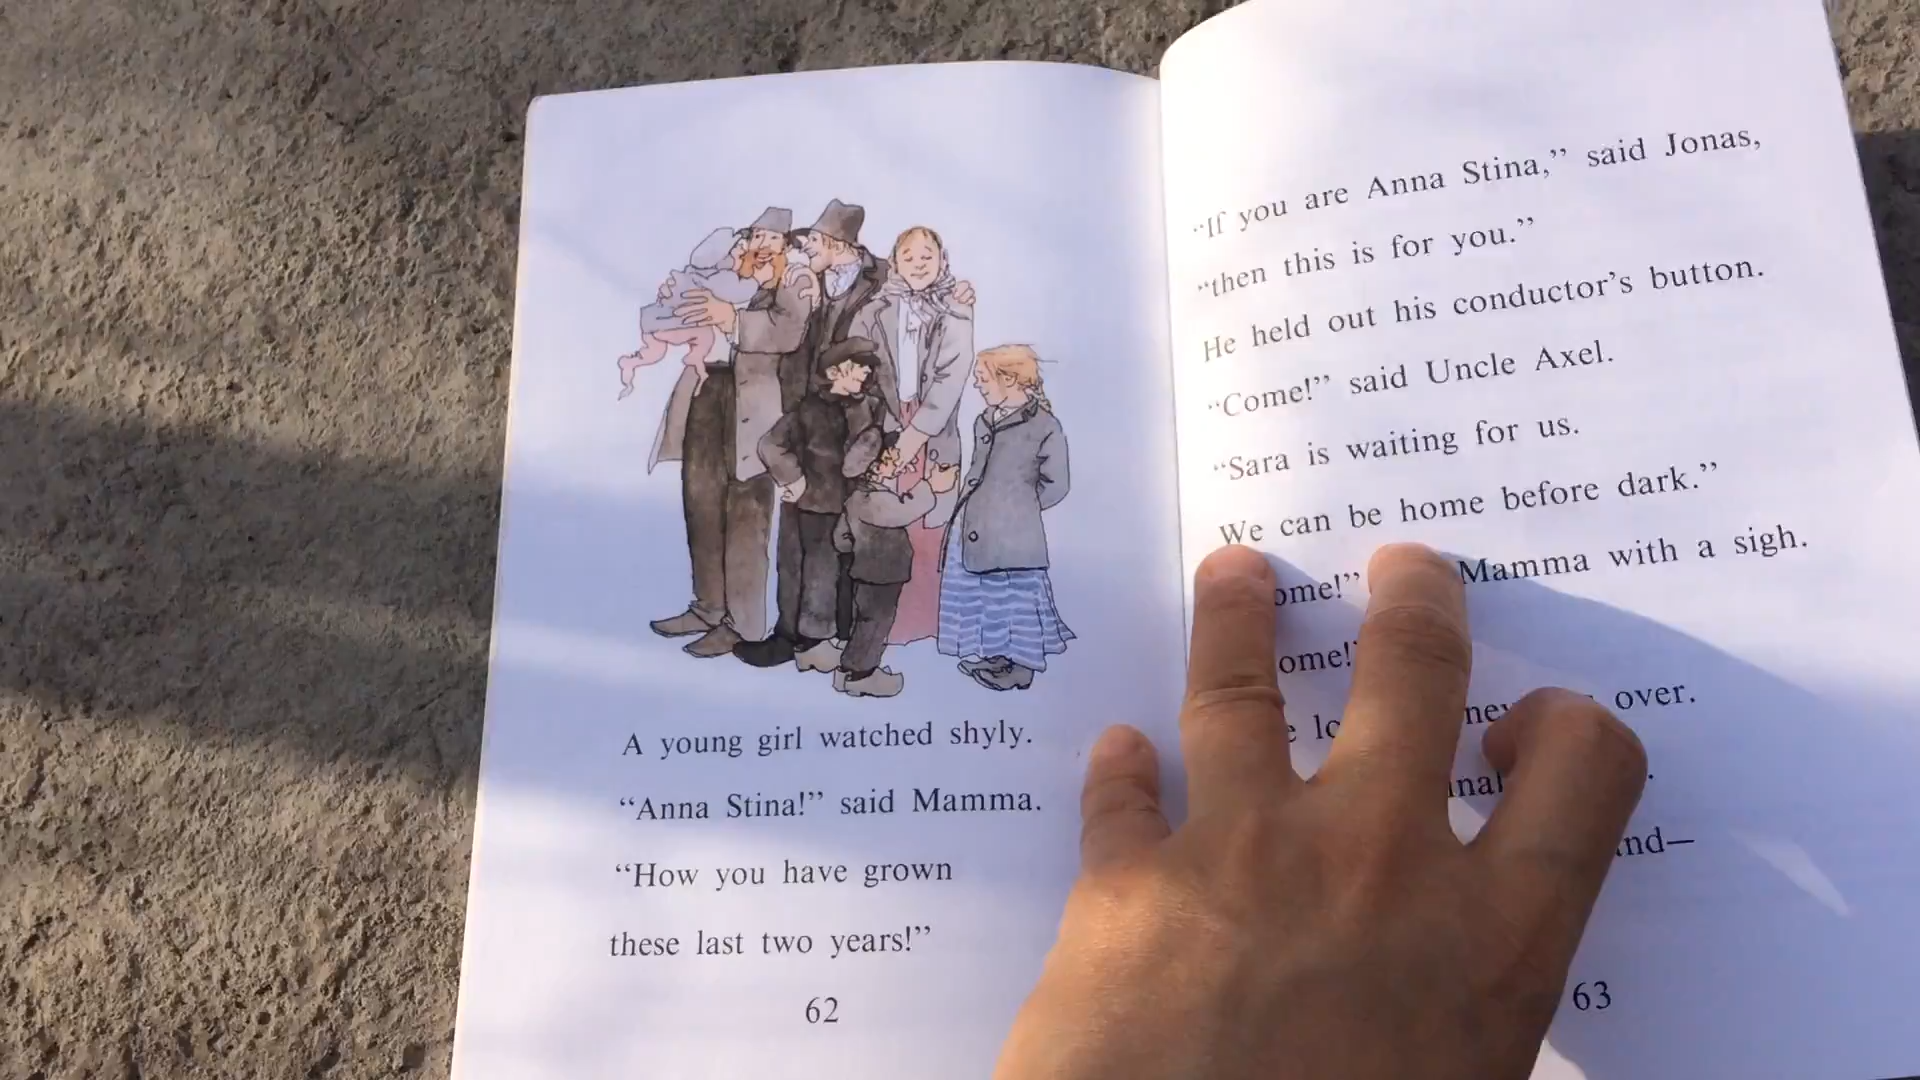 A young girl watched shyly.
“Anna Stina!” said Mamma.
“How you have grown
these last two years!”
62
“If you are Anna Stina,” said Jonas,
“then this is for you.”
He held out his conductor’s button.
“Come!” said Uncle Axel.
“Sara is waiting for us.
We can be home before dark.”
Mamma with a sigh.
over.
63